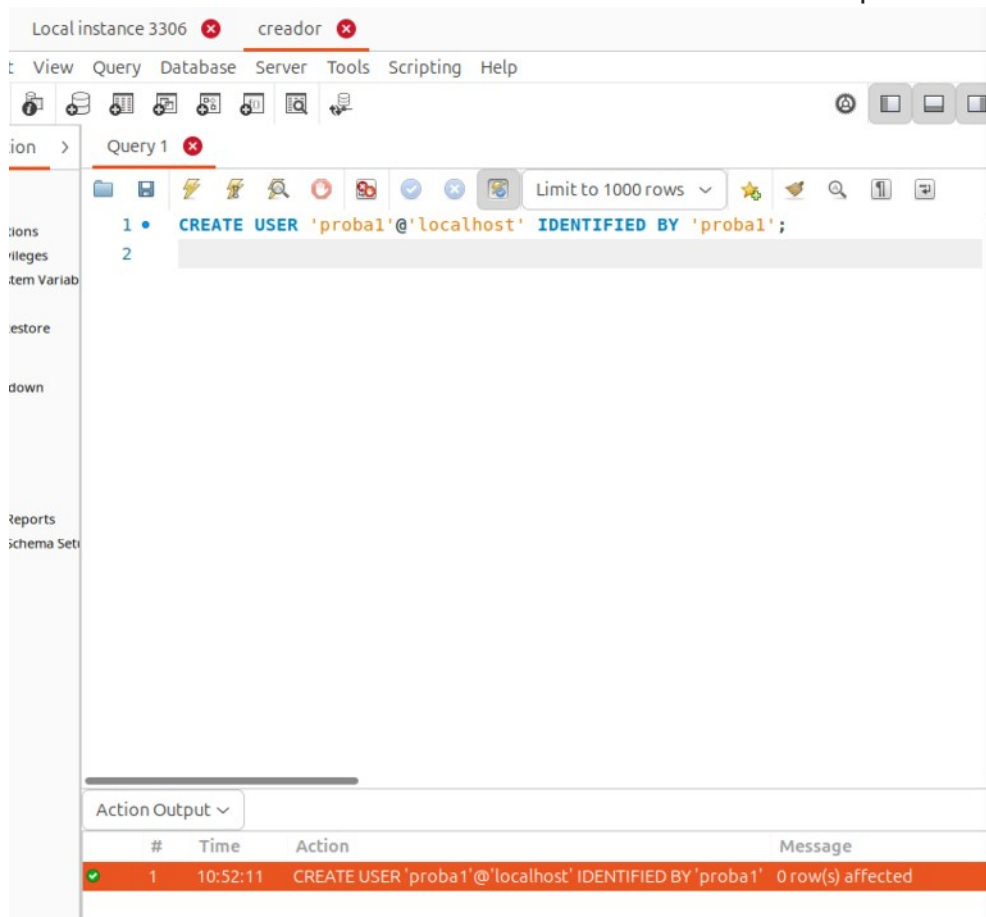 Local instance 3306 creador
View Query Database Server Tools Scripting Help
ion > Query 1
Limit to 1000 rows
1 CREATE USER 'proba1'@'localhost' IDENTIFIED BY 'proba1';
2
tions
vileges
stem Variab
estore
down
Reports
Schema Setu
Action Output
# Time Action Message
1 10:52:11 CREATE USER 'proba1'@'localhost' IDENTIFIED BY 'proba1' 0 row(s) affected